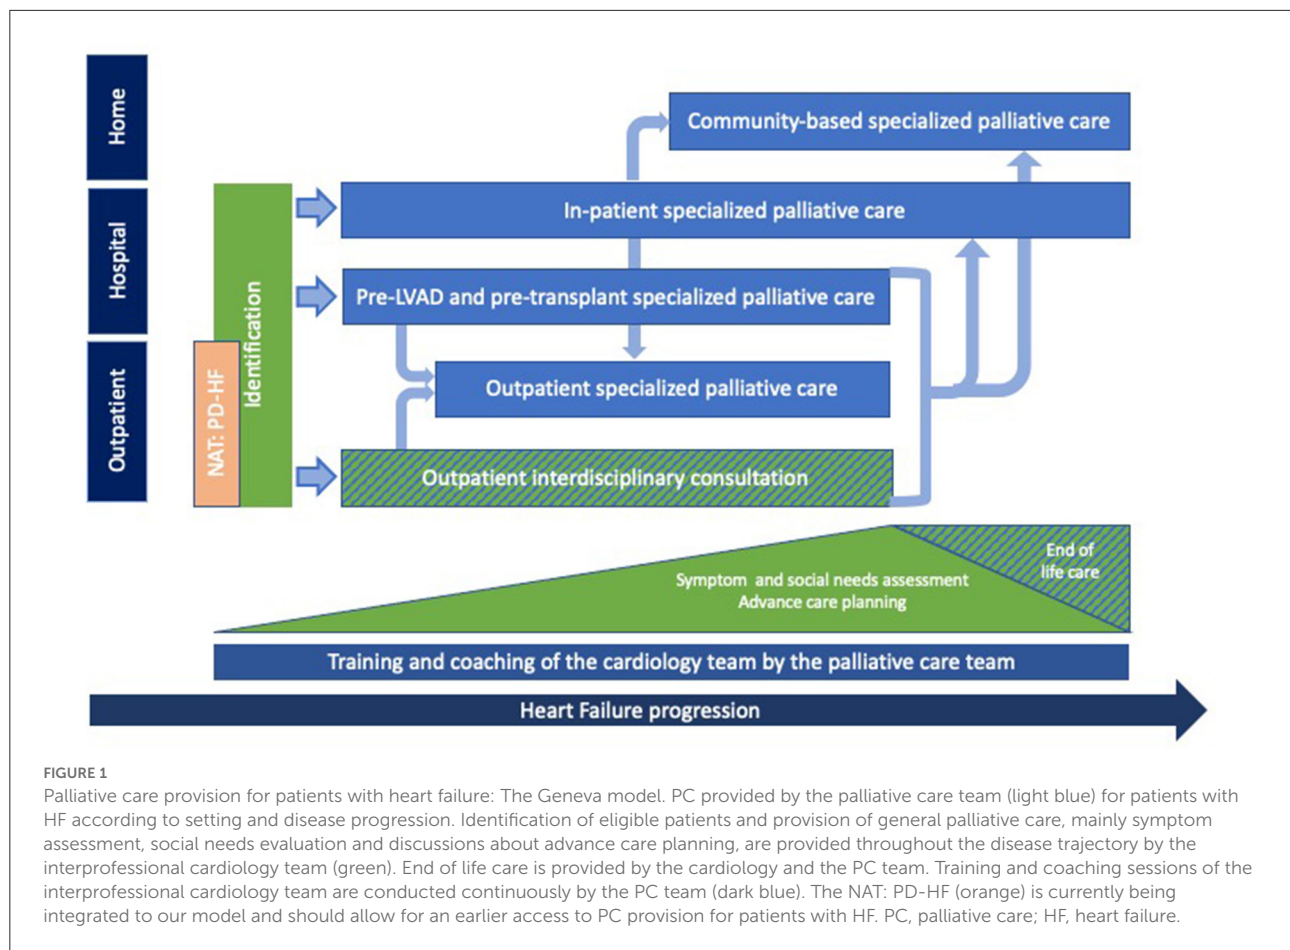 Home
Hospital
Outpatient
NAT: PD-HF
Identification
Community-based specialized palliative care
In-patient specialized palliative care
Pre-LVAD and pre-transplant specialized palliative care
Outpatient specialized palliative care
Outpatient interdisciplinary consultation
Symptom and social needs assessment
Advance care planning
End of
life care
Training and coaching of the cardiology team by the palliative care team
Heart Failure progression
FIGURE 1
Palliative care provision for patients with heart failure: The Geneva model. PC provided by the palliative care team (light blue) for patients with
HF according to setting and disease progression. Identification of eligible patients and provision of general palliative care, mainly symptom
assessment, social needs evaluation and discussions about advance care planning, are provided throughout the disease trajectory by the
interprofessional cardiology team (green). End of life care is provided by the cardiology and the PC team. Training and coaching sessions of the
interprofessional cardiology team are conducted continuously by the PC team (dark blue). The NAT: PD-HF (orange) is currently being
integrated to our model and should allow for an earlier access to PC provision for patients with HF. PC, palliative care; HF, heart failure.